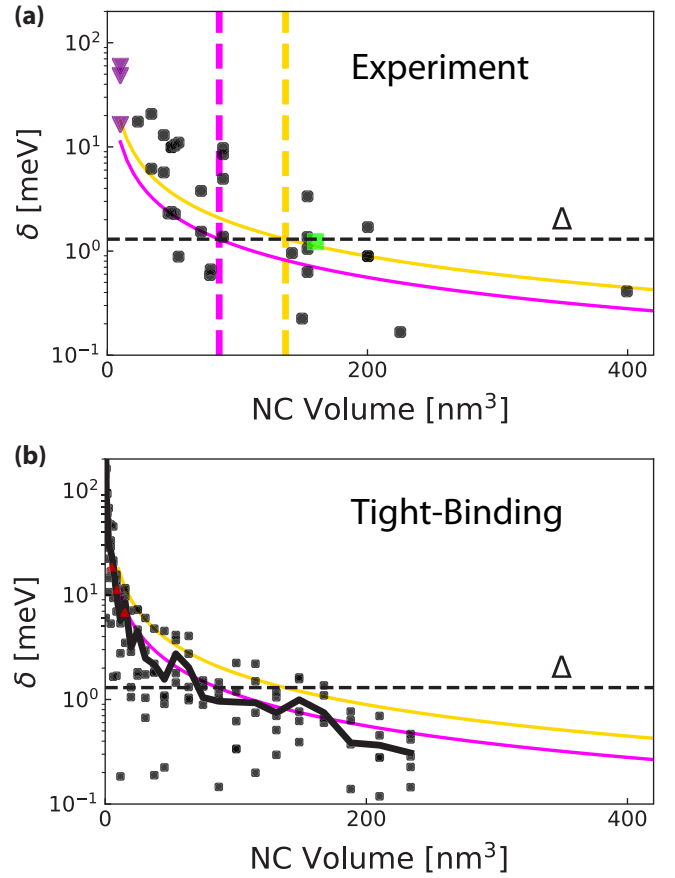 (a)
Experiment
10²
10¹
10⁰
10⁻¹
δ [meV]
Δ
0
200
400
NC Volume [nm³]
(b)
Tight-Binding
10²
10¹
10⁰
10⁻¹
δ [meV]
Δ
0
200
400
NC Volume [nm³]